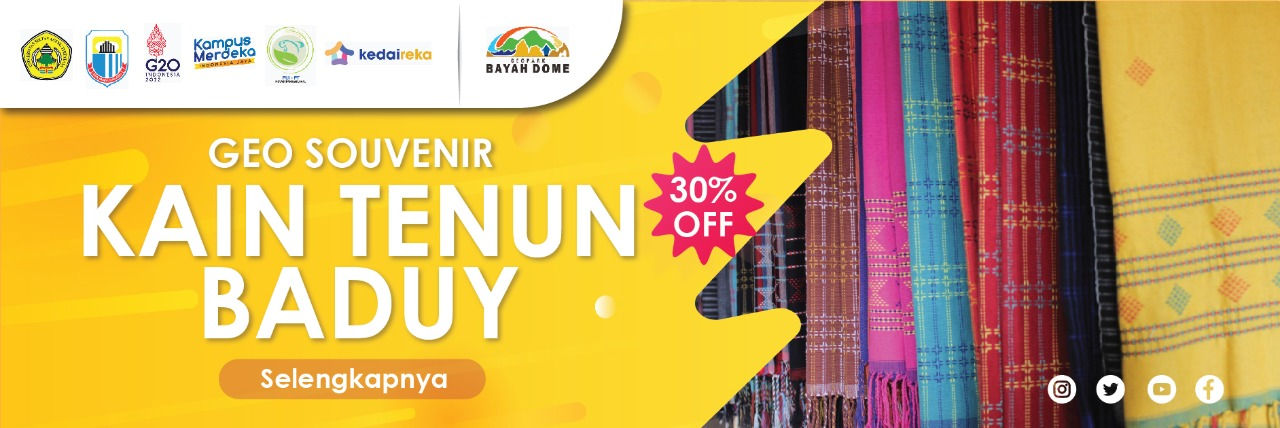 G20
INDONESIA
2022
Kampus
Merdeka
INDONESIA JAYA
kedaireka
GEOPARK
BAYAH DOME
GEO SOUVENIR
KAIN TENUN
BADUY
30%
OFF
Selengkapnya